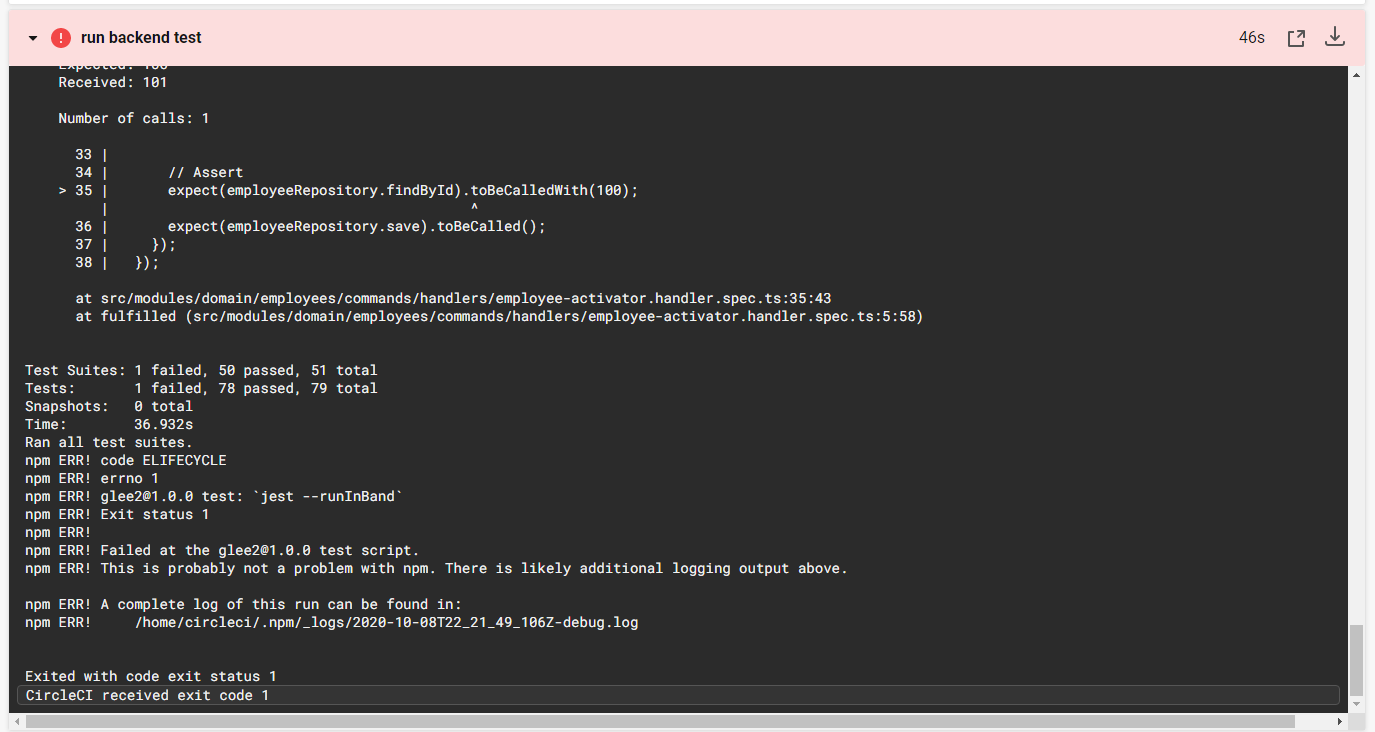 run backend test
46s
Expected: 100
Received: 101
Number of calls: 1
33 |
34 |       // Assert
> 35 |       expect(employeeRepository.findById).toBeCalledWith(100);
|                                           ^
36 |       expect(employeeRepository.save).toBeCalled();
37 |     });
38 |   });
at src/modules/domain/employees/commands/handlers/employee-activator.handler.spec.ts:35:43
at fulfilled (src/modules/domain/employees/commands/handlers/employee-activator.handler.spec.ts:5:58)
Test Suites: 1 failed, 50 passed, 51 total
Tests:       1 failed, 78 passed, 79 total
Snapshots:   0 total
Time:        36.932s
Ran all test suites.
npm ERR! code ELIFECYCLE
npm ERR! errno 1
npm ERR! glee2@1.0.0 test: `jest --runInBand`
npm ERR! Exit status 1
npm ERR!
npm ERR! Failed at the glee2@1.0.0 test script.
npm ERR! This is probably not a problem with npm. There is likely additional logging output above.
npm ERR! A complete log of this run can be found in:
npm ERR!     /home/circleci/.npm/_logs/2020-10-08T22_21_49_106Z-debug.log
Exited with code exit status 1
CircleCI received exit code 1